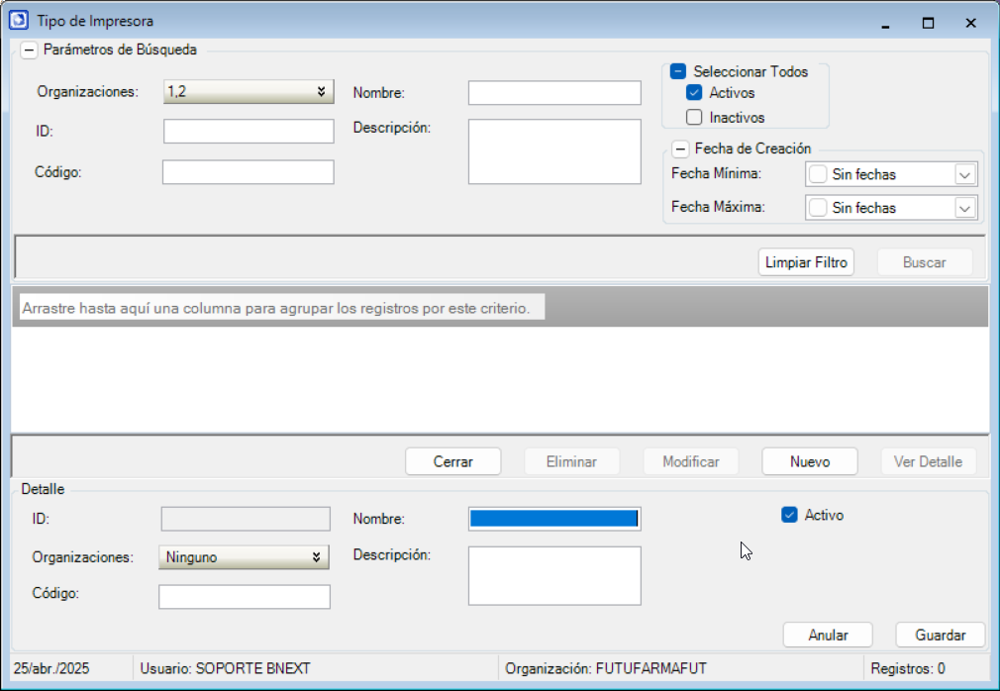 Tipo de Impresora
Parámetros de Búsqueda
Organizaciones: 1,2
Nombre:
Seleccionar Todos
Activos
Inactivos
ID:
Descripción:
Código:
Fecha de Creación
Fecha Mínima: Sin fechas
Fecha Máxima: Sin fechas
Limpiar Filtro Buscar
Arrastre hasta aquí una columna para agrupar los registros por este criterio.
Cerrar Eliminar Modificar Nuevo Ver Detalle
Detalle
ID: Nombre: Activo
Organizaciones: Ninguno Descripción:
Código:
Anular Guardar
25/abr./2025 Usuario: SOPORTE BNEXT Organización: FUTUFARMAFUT Registros: 0